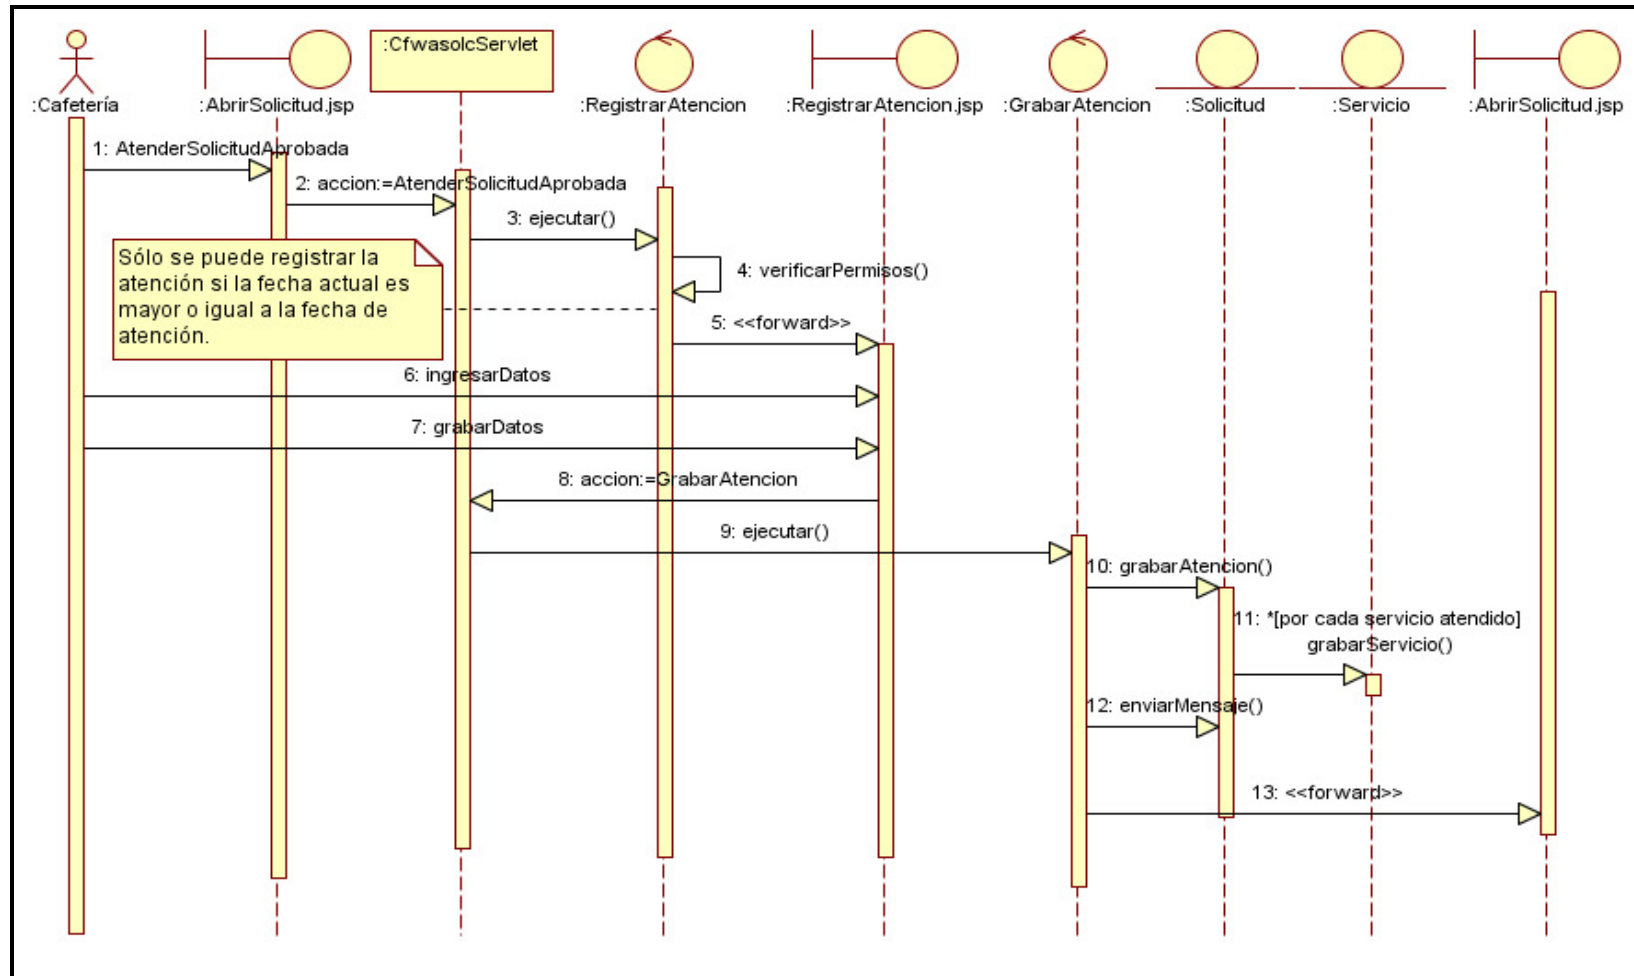 :Cafetería
:AbrirSolicitud.jsp
:CfwasolcServlet
:RegistrarAtencion
:RegistrarAtencion.jsp
:GrabarAtencion
:Solicitud
:Servicio
:AbrirSolicitud.jsp
1: AtenderSolicitudAprobada
2: accion:=AtenderSolicitudAprobada
3: ejecutar()
Sólo se puede registrar la
atención si la fecha actual es
mayor o igual a la fecha de
atención.
4: verificarPermisos()
5: <<forward>>
6: ingresarDatos
7: grabarDatos
8: accion:=GrabarAtencion
9: ejecutar()
10: grabarAtencion()
11: *[por cada servicio atendido]
grabarServicio()
12: enviarMensaje()
13: <<forward>>